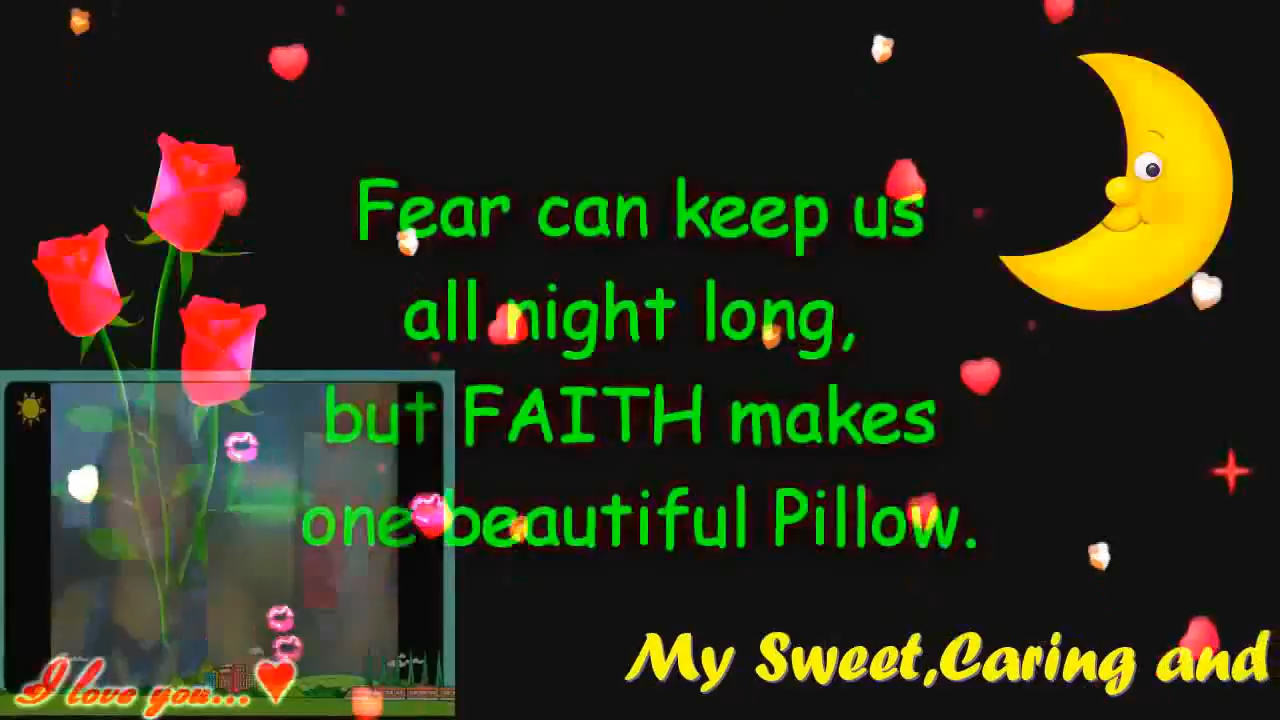 Fear can keep us
all night long,
but FAITH makes
one beautiful Pillow.
My Sweet,Caring and
I love you...